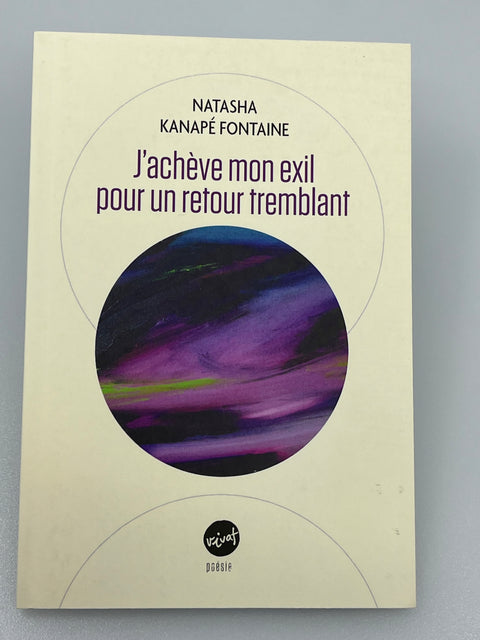 NATASHA
KANAPÉ FONTAINE
J'achève mon exil
pour un retour tremblant
vivat
poésie